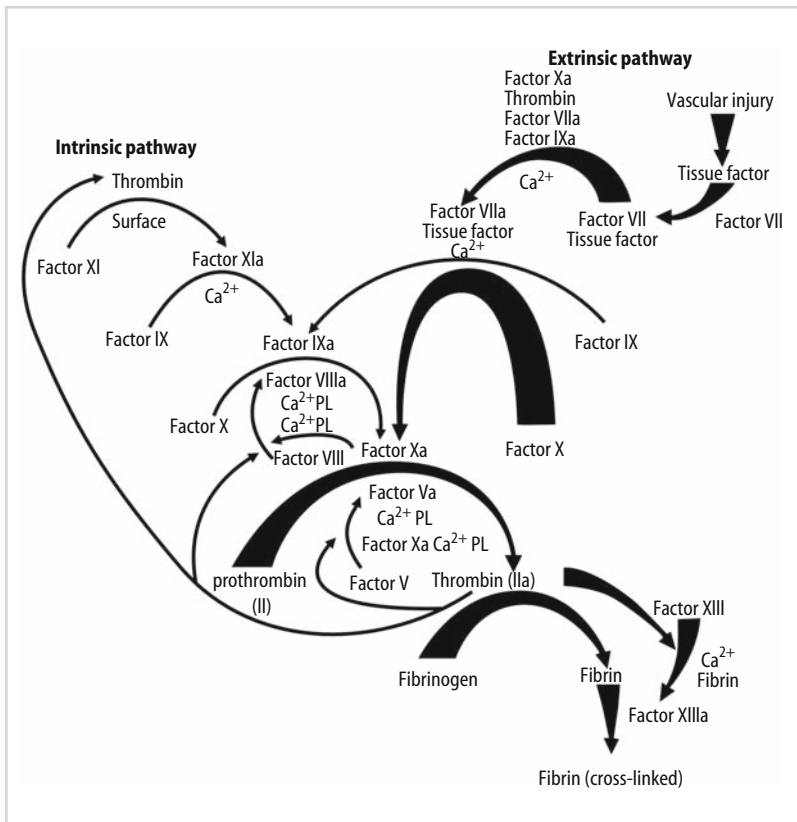 Extrinsic pathway
Factor Xa
Thrombin
Factor VIIa
Factor IXa
Ca2+
Vascular injury
Tissue factor
Factor VII
Factor VII
Tissue factor
Factor VIIa
Tissue factor
Ca2+
Intrinsic pathway
Thrombin
Surface
Factor XI
Factor XIa
Ca2+
Factor IX
Factor IXa
Factor IX
Factor VIIIa
Ca2+PL
Ca2+PL
Factor X
Factor VIII
Factor Xa
Factor X
Factor Va
Ca2+ PL
Factor Xa Ca2+ PL
prothrombin
(II)
Factor V
Thrombin (IIa)
Factor XIII
Ca2+
Fibrin
Fibrinogen
Fibrin
Factor XIIIa
Fibrin (cross-linked)